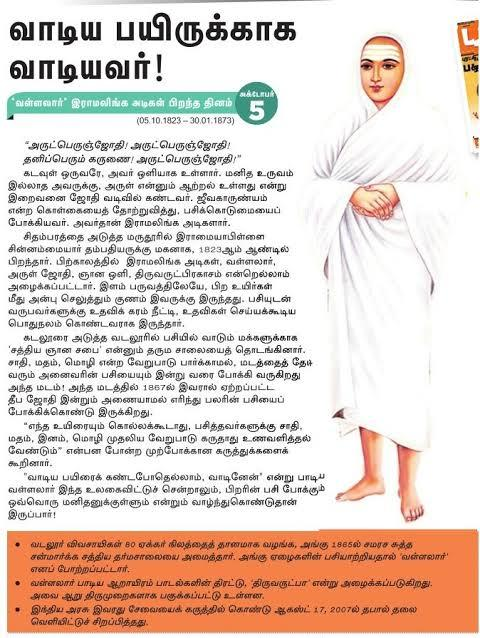 வாடிய பயிருக்காக
வாடியவர்!
"வள்ளலார்" இராமலிங்க அடிகள் பிறந்த தினம்
அக்டோபர்
5
(05.10.1823 – 30.01.1873)
"அருட்பெருஞ்ஜோதி! அருட்பெருஞ்ஜோதி!
தனிப்பெரும் கருணை! அருட்பெருஞ்ஜோதி!"
கடவுள் ஒருவரே, அவர் ஒளியாக உள்ளார். மனித உருவம்
இல்லாத அவருக்கு, அருள் என்னும் ஆற்றல் உள்ளது என்று
இறைவனை ஜோதி வடிவில் கண்டவர். ஜீவகாருண்யம்
என்ற கொள்கையைத் தோற்றுவித்து, பசிக்கொடுமையைப்
போக்கியவர். அவர்தான் இராமலிங்க அடிகளார்.
சிதம்பரத்தை அடுத்த மருதூரில் இராமையாபிள்ளை
சின்னம்மையார் தம்பதியருக்கு மகனாக, 1823ஆம் ஆண்டில்
பிறந்தார். பிற்காலத்தில் இராமலிங்க அடிகள், வள்ளலார்,
அருள் ஜோதி, ஞான ஒளி, திருவருட்பிரகாசம் என்றெல்லாம்
அழைக்கப்பட்டார். இளம் பருவத்திலேயே, பிற உயிர்கள்
மீது அன்பு செலுத்தும் குணம் இவருக்கு இருந்தது. பசியுடன்
வருபவர்களுக்கு உதவிக் கரம் நீட்டி, உதவிகள் செய்யக்கூடிய
பொதுநலம் கொண்டவராக இருந்தார்.
கடலூரை அடுத்த வடலூரில் பசியில் வாடும் மக்களுக்காக
'சத்திய ஞான சபை' என்னும் தரும சாலையைத் தொடங்கினார்.
சாதி, மதம், மொழி என்ற வேறுபாடு பார்க்காமல், மடத்தைத் தேடி
வரும் அனைவரின் பசியையும் இன்று வரை போக்கி வருகிறது
அந்த மடம்! அந்த மடத்தில் 1867ல் இவரால் ஏற்றப்பட்ட
தீப ஜோதி இன்றும் அணையாமல் எரிந்து பலரின் பசியைப்
போக்கிக்கொண்டு இருக்கிறது.
"எந்த உயிரையும் கொல்லக்கூடாது, பசித்தவர்களுக்கு சாதி,
மதம், இனம், மொழி முதலிய வேறுபாடு கருதாது உணவளித்தல்
வேண்டும்" என்பன போன்ற முற்போக்கான கருத்துக்களைக்
கூறினார்.
"வாடிய பயிரைக் கண்டபோதெல்லாம், வாடினேன்" என்று பாடிய
வள்ளலார் இந்த உலகைவிட்டுச் சென்றாலும், பிறரின் பசி போக்கும்
ஒவ்வொரு மனிதனுக்குள்ளும் என்றும் வாழ்ந்துகொண்டுதான்
இருப்பார்!
வடலூர் விவசாயிகள் 80 ஏக்கர் நிலத்தைத் தானமாக வழங்க, அங்கு 1865ல் சமரச சுத்த
சன்மார்க்க சத்திய தர்மசாலையை அமைத்தார். அங்கு ஏழைகளின் பசியாற்றியதால் 'வள்ளலார்'
எனப் போற்றப்பட்டார்.
வள்ளலார் பாடிய ஆறாயிரம் பாடல்களின் திரட்டு, 'திருவருட்பா' என்று அழைக்கப்படுகிறது.
அவை ஆறு திருமுறைகளாக பகுக்கப்பட்டு உள்ளன.
இந்திய அரசு இவரது சேவையைக் கருத்தில் கொண்டு ஆகஸ்ட் 17, 2007ல் தபால் தலை
வெளியிட்டுச் சிறப்பித்தது.